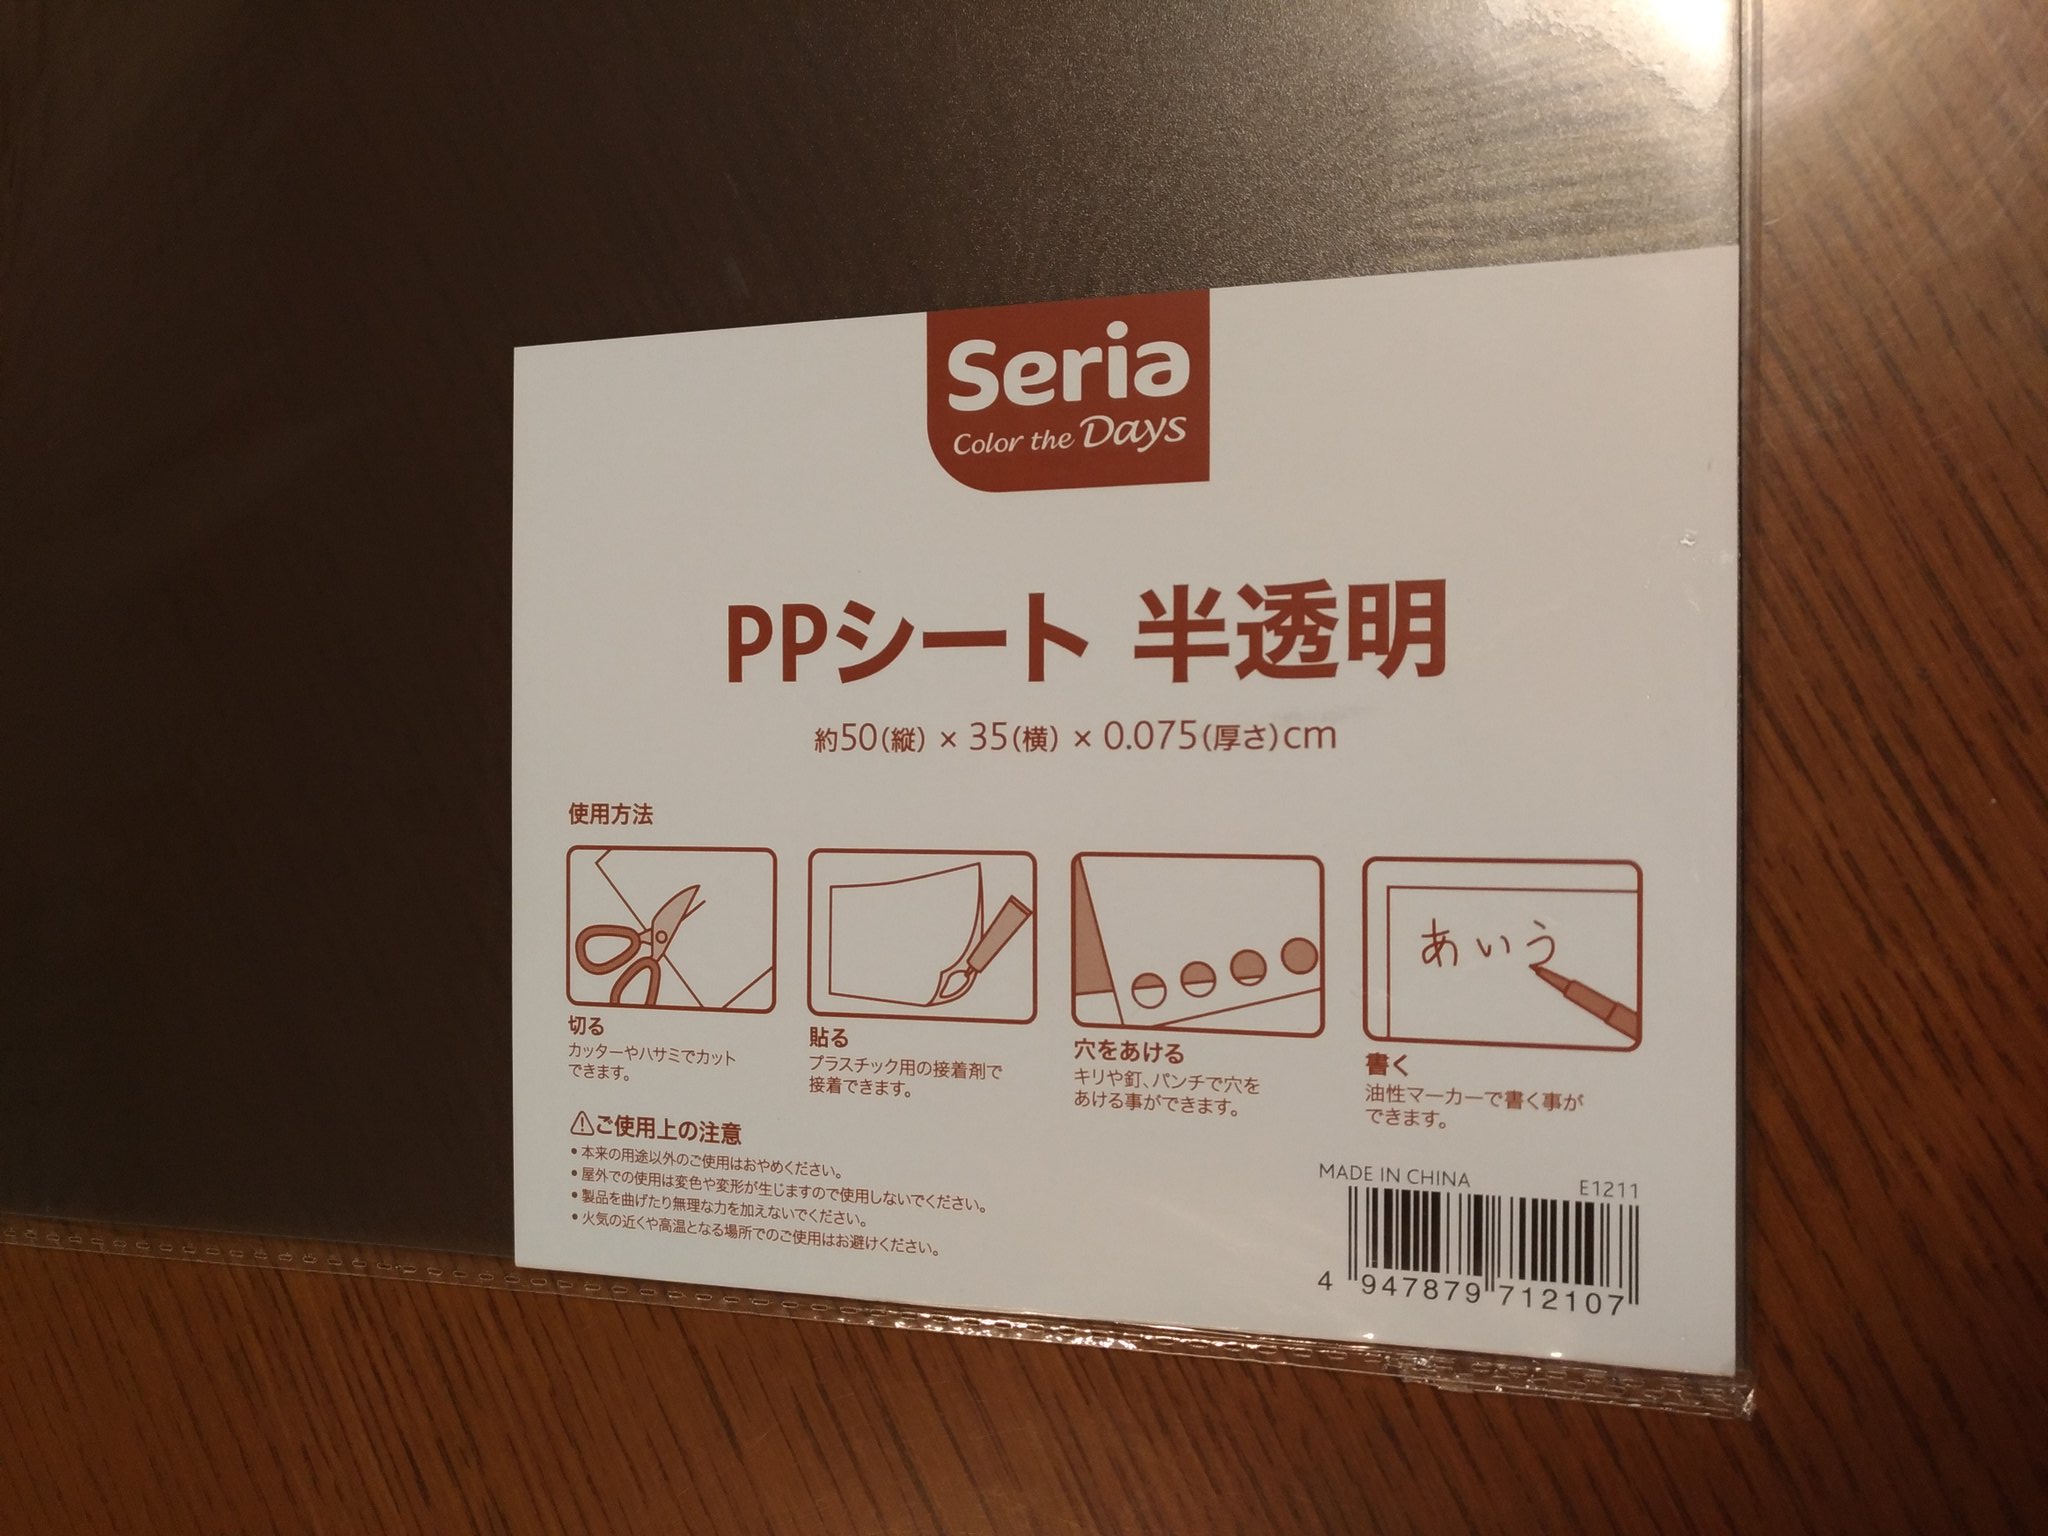 Seria
Color the Days
PPシート 半透明
約50(縦) × 35(横) × 0.075(厚さ)cm
使用方法
あいう
切る
カッターやハサミでカット
できます。
貼る
プラスチック用の接着剤で
接着できます。
穴をあける
キリや釘、パンチで穴を
あける事ができます。
書く
油性マーカーで書く事が
できます。
⚠ご使用上の注意
•本来の用途以外のご使用はおやめください。
•屋外での使用は変色や変形が生じますので使用しないでください。
•製品を曲げたり無理な力を加えないでください。
•火気の近くや高温となる場所でのご使用はお避けください。
MADE IN CHINA E1211
4 947879 712107